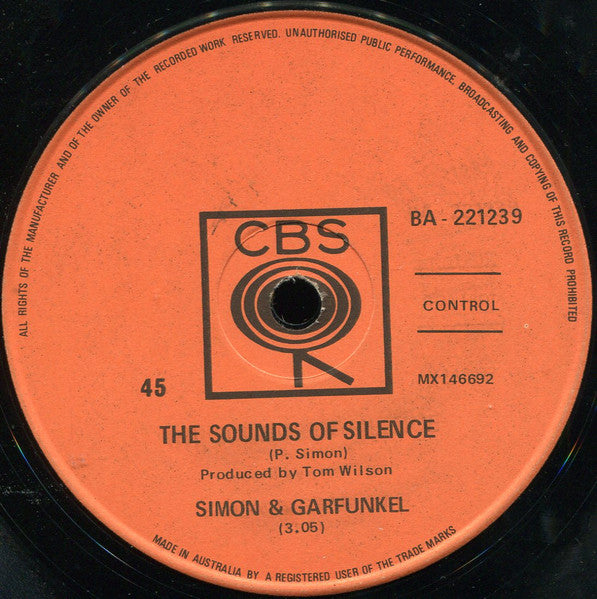 ALL RIGHTS OF THE MANUFACTURER AND OF THE OWNER OF THE RECORDED WORK RESERVED. UNAUTHORISED PUBLIC PERFORMANCE, BROADCASTING AND COPYING OF THIS RECORD PROHIBITED
CBS
BA - 221239
CONTROL
45
MX146692
THE SOUNDS OF SILENCE
(P. Simon)
Produced by Tom Wilson
SIMON & GARFUNKEL
(3.05)
MADE IN AUSTRALIA BY A REGISTERED USER OF THE TRADE MARKS